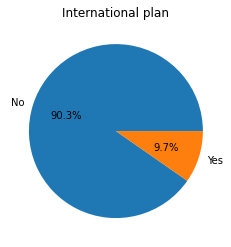 International plan
No
90.3%
9.7%
Yes